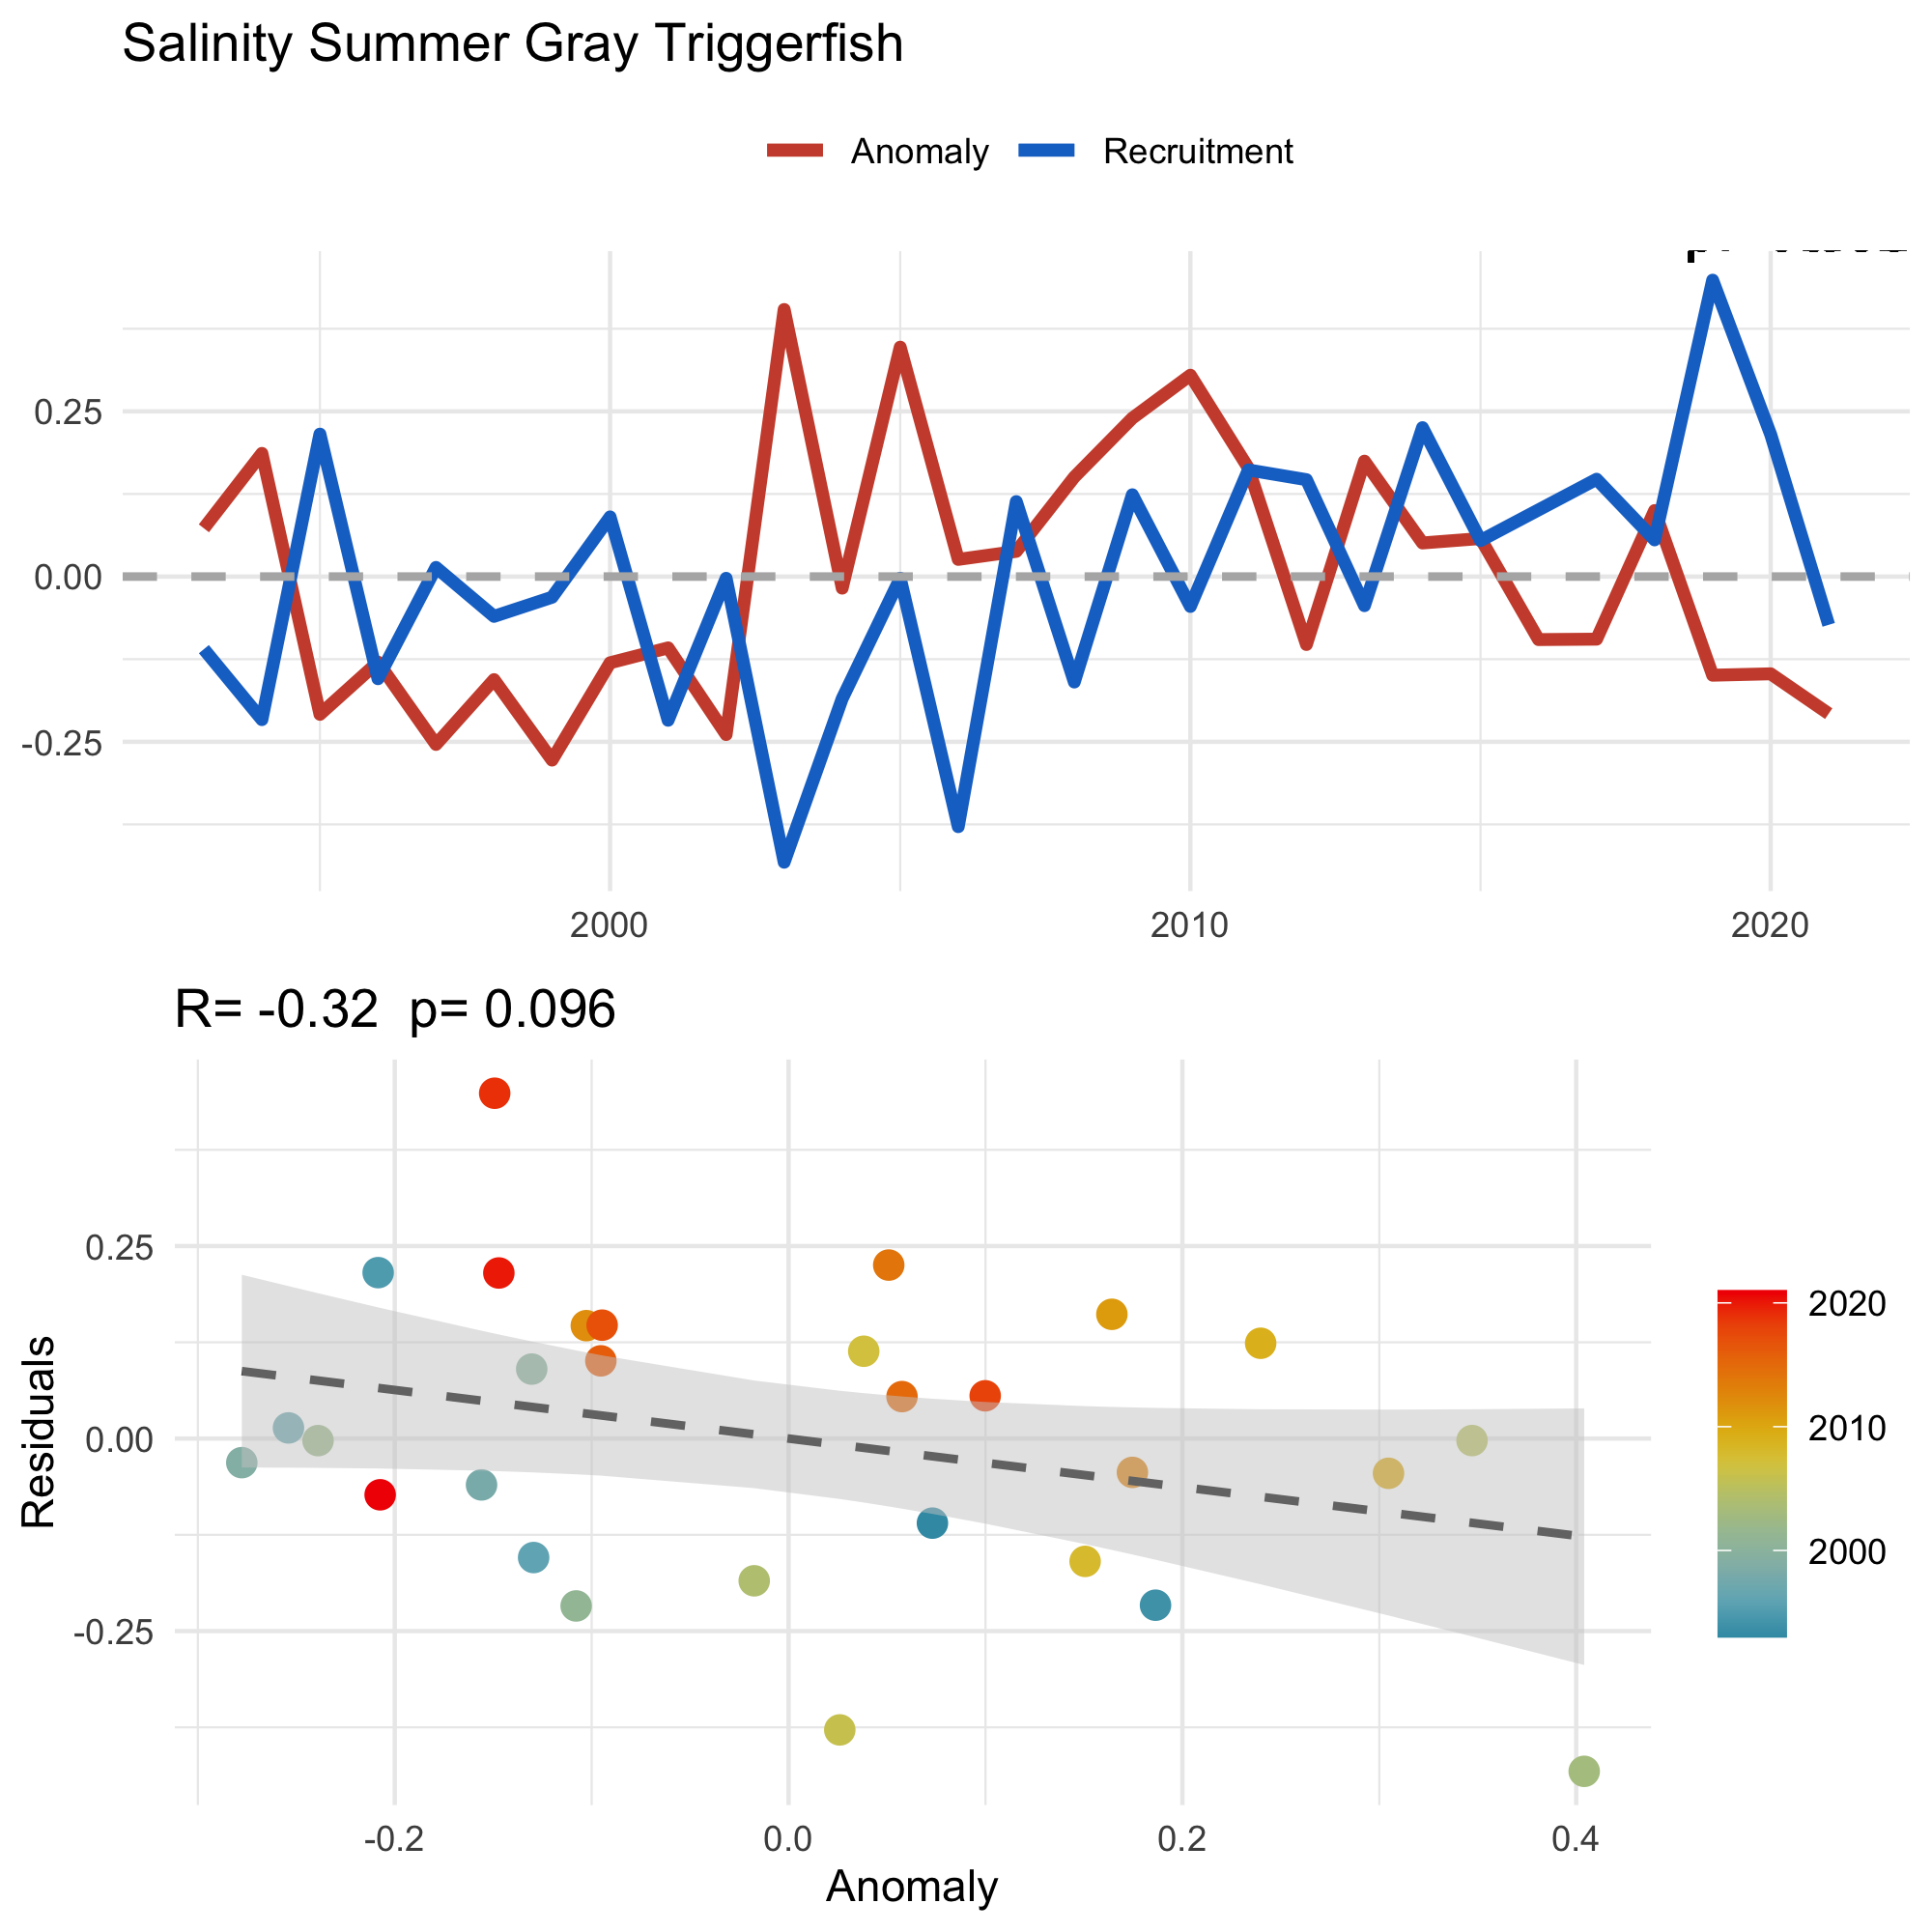 Salinity Summer Gray Triggerfish
Anomaly Recruitment
0.25
0.00
-0.25
2000 2010 2020
R= -0.32 p= 0.096
Residuals
0.25
0.00
-0.25
-0.2 0.0 0.2 0.4
Anomaly
2020
2010
2000